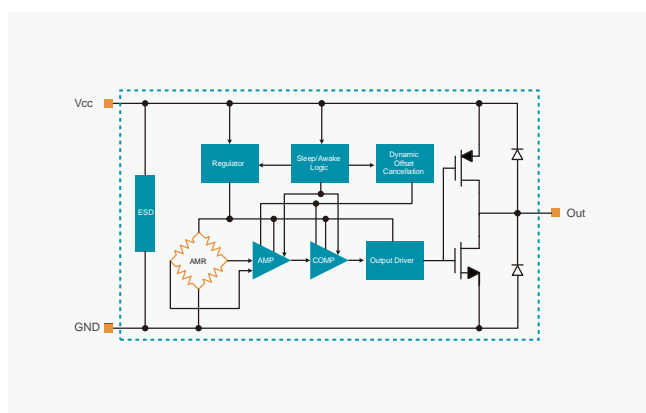 Vcc
Regulator
Sleep/Awake
Logic
Dynamic
Offset
Cancellation
ESD
Out
AMR
AMP
COMP
Output Driver
GND